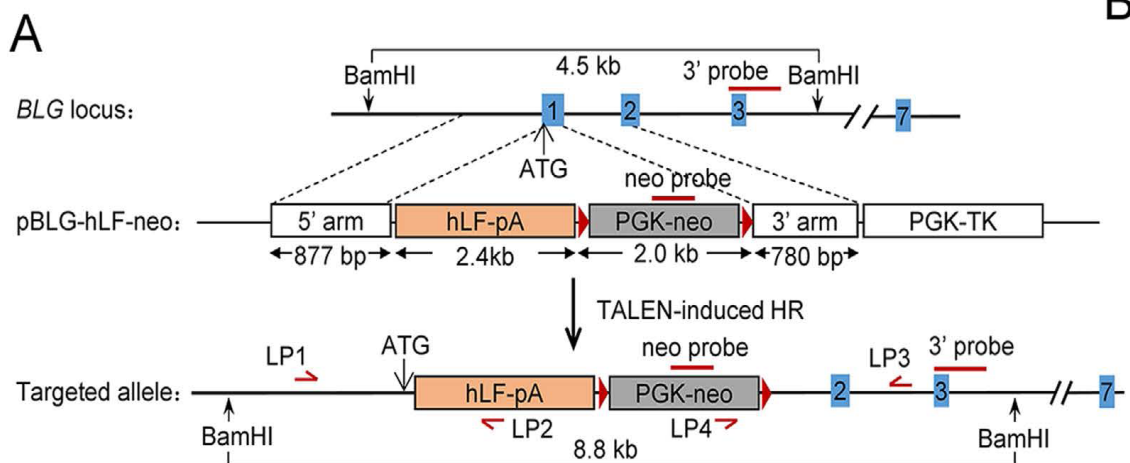 A
B
4.5 kb
3’ probe
BamHI
BamHI
BLG locus:
1
2
3
7
ATG
neo probe
pBLG-hLF-neo:
5’ arm
hLF-pA
PGK-neo
3’ arm
PGK-TK
877 bp
2.4kb
2.0 kb
780 bp
TALEN-induced HR
LP1
ATG
neo probe
LP3
3’ probe
Targeted allele:
hLF-pA
PGK-neo
2
3
7
BamHI
LP2
LP4
BamHI
8.8 kb